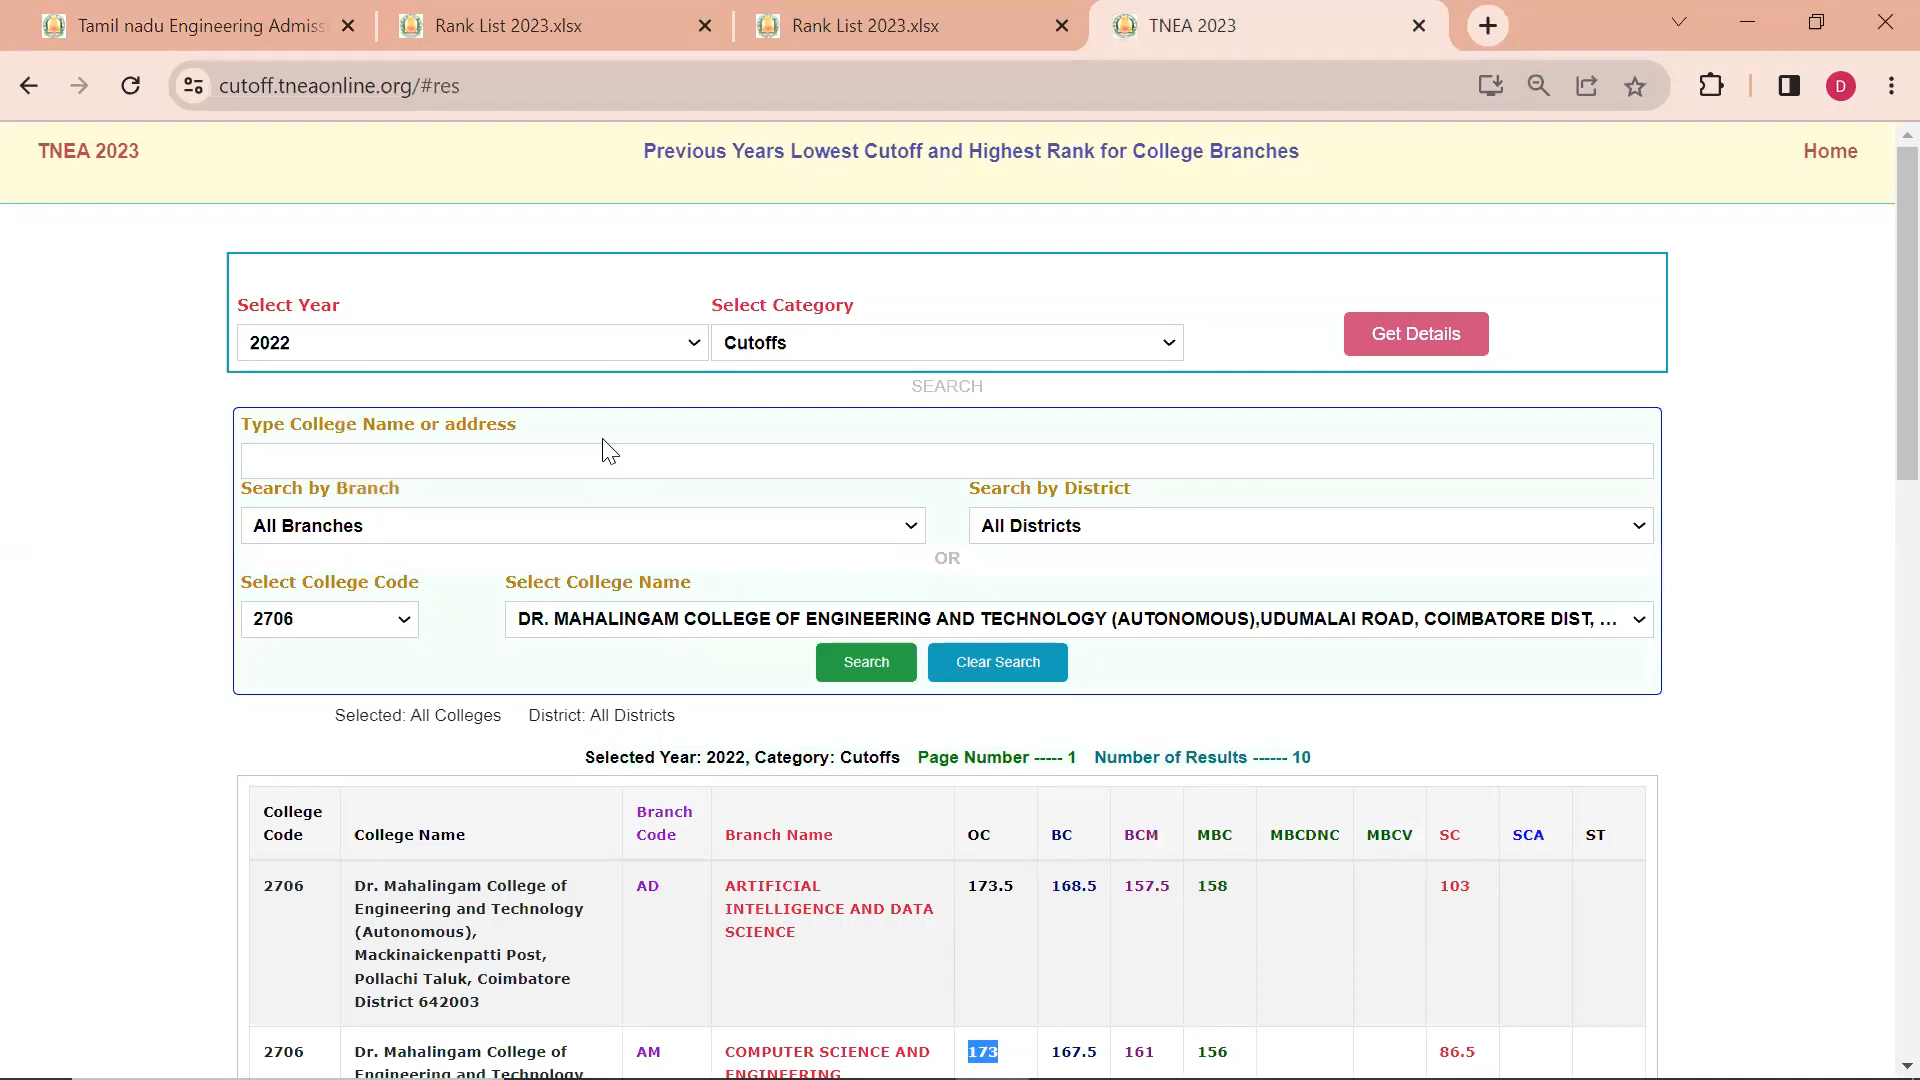 Tamil nadu Engineering Admiss
Rank List 2023.xlsx
Rank List 2023.xlsx
TNEA 2023
cutoff.tneaonline.org/#res
D
TNEA 2023
Previous Years Lowest Cutoff and Highest Rank for College Branches
Home
Select Year
Select Category
2022
Cutoffs
Get Details
SEARCH
Type College Name or address
Search by Branch
Search by District
All Branches
All Districts
OR
Select College Code
Select College Name
2706
DR. MAHALINGAM COLLEGE OF ENGINEERING AND TECHNOLOGY (AUTONOMOUS),UDUMALAI ROAD, COIMBATORE DIST, ...
Search
Clear Search
Selected: All Colleges District: All Districts
Selected Year: 2022, Category: Cutoffs Page Number ----- 1 Number of Results ------ 10
College Code College Name Branch Code Branch Name OC BC BCM MBC MBCDNC MBCV SC SCA ST
2706 Dr. Mahalingam College of AD ARTIFICIAL 173.5 168.5 157.5 158 103
Engineering and Technology INTELLIGENCE AND DATA
(Autonomous), SCIENCE
Mackinaickenpatti Post,
Pollachi Taluk, Coimbatore
District 642003
2706 Dr. Mahalingam College of AM COMPUTER SCIENCE AND 173 167.5 161 156 86.5
Engineering and Technology ENGINEERING